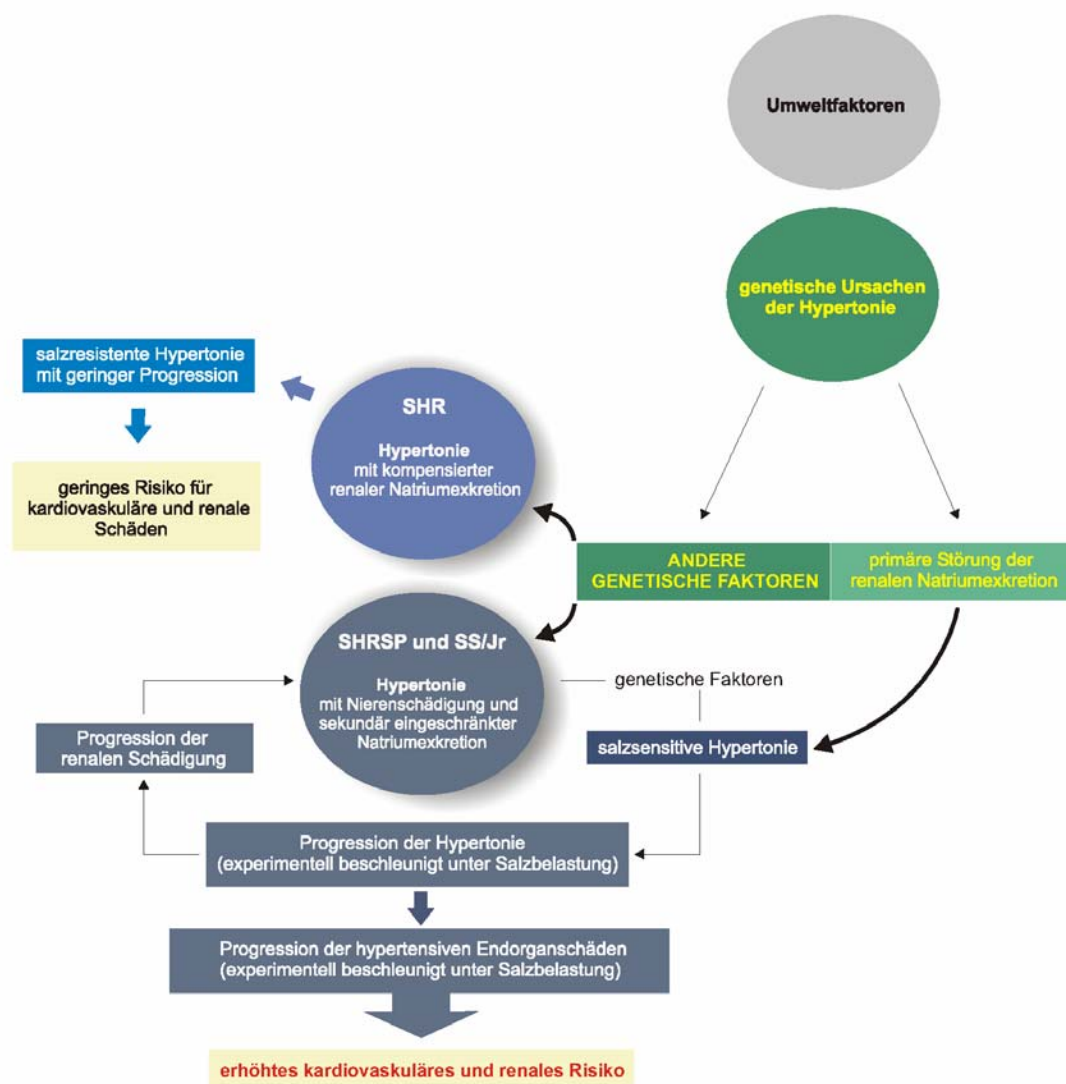 Umweltfaktoren
genetische Ursachen
der Hypertonie
salzresistente Hypertonie
mit geringer Progression
SHR
Hypertonie
mit kompensierter
renaler Natriumexkretion
geringes Risiko für
kardiovaskuläre und renale
Schäden
ANDERE
GENETISCHE FAKTOREN
primäre Störung der
renalen Natriumexkretion
SHRSP und SS/Jr
Hypertonie
mit Nierenschädigung und
sekundär eingeschränkter
Natriumexkretion
genetische Faktoren
Progression der
renalen Schädigung
salzsensitive Hypertonie
Progression der Hypertonie
(experimentell beschleunigt unter Salzbelastung)
Progression der hypertensiven Endorganschäden
(experimentell beschleunigt unter Salzbelastung)
erhöhtes kardiovaskuläres und renales Risiko